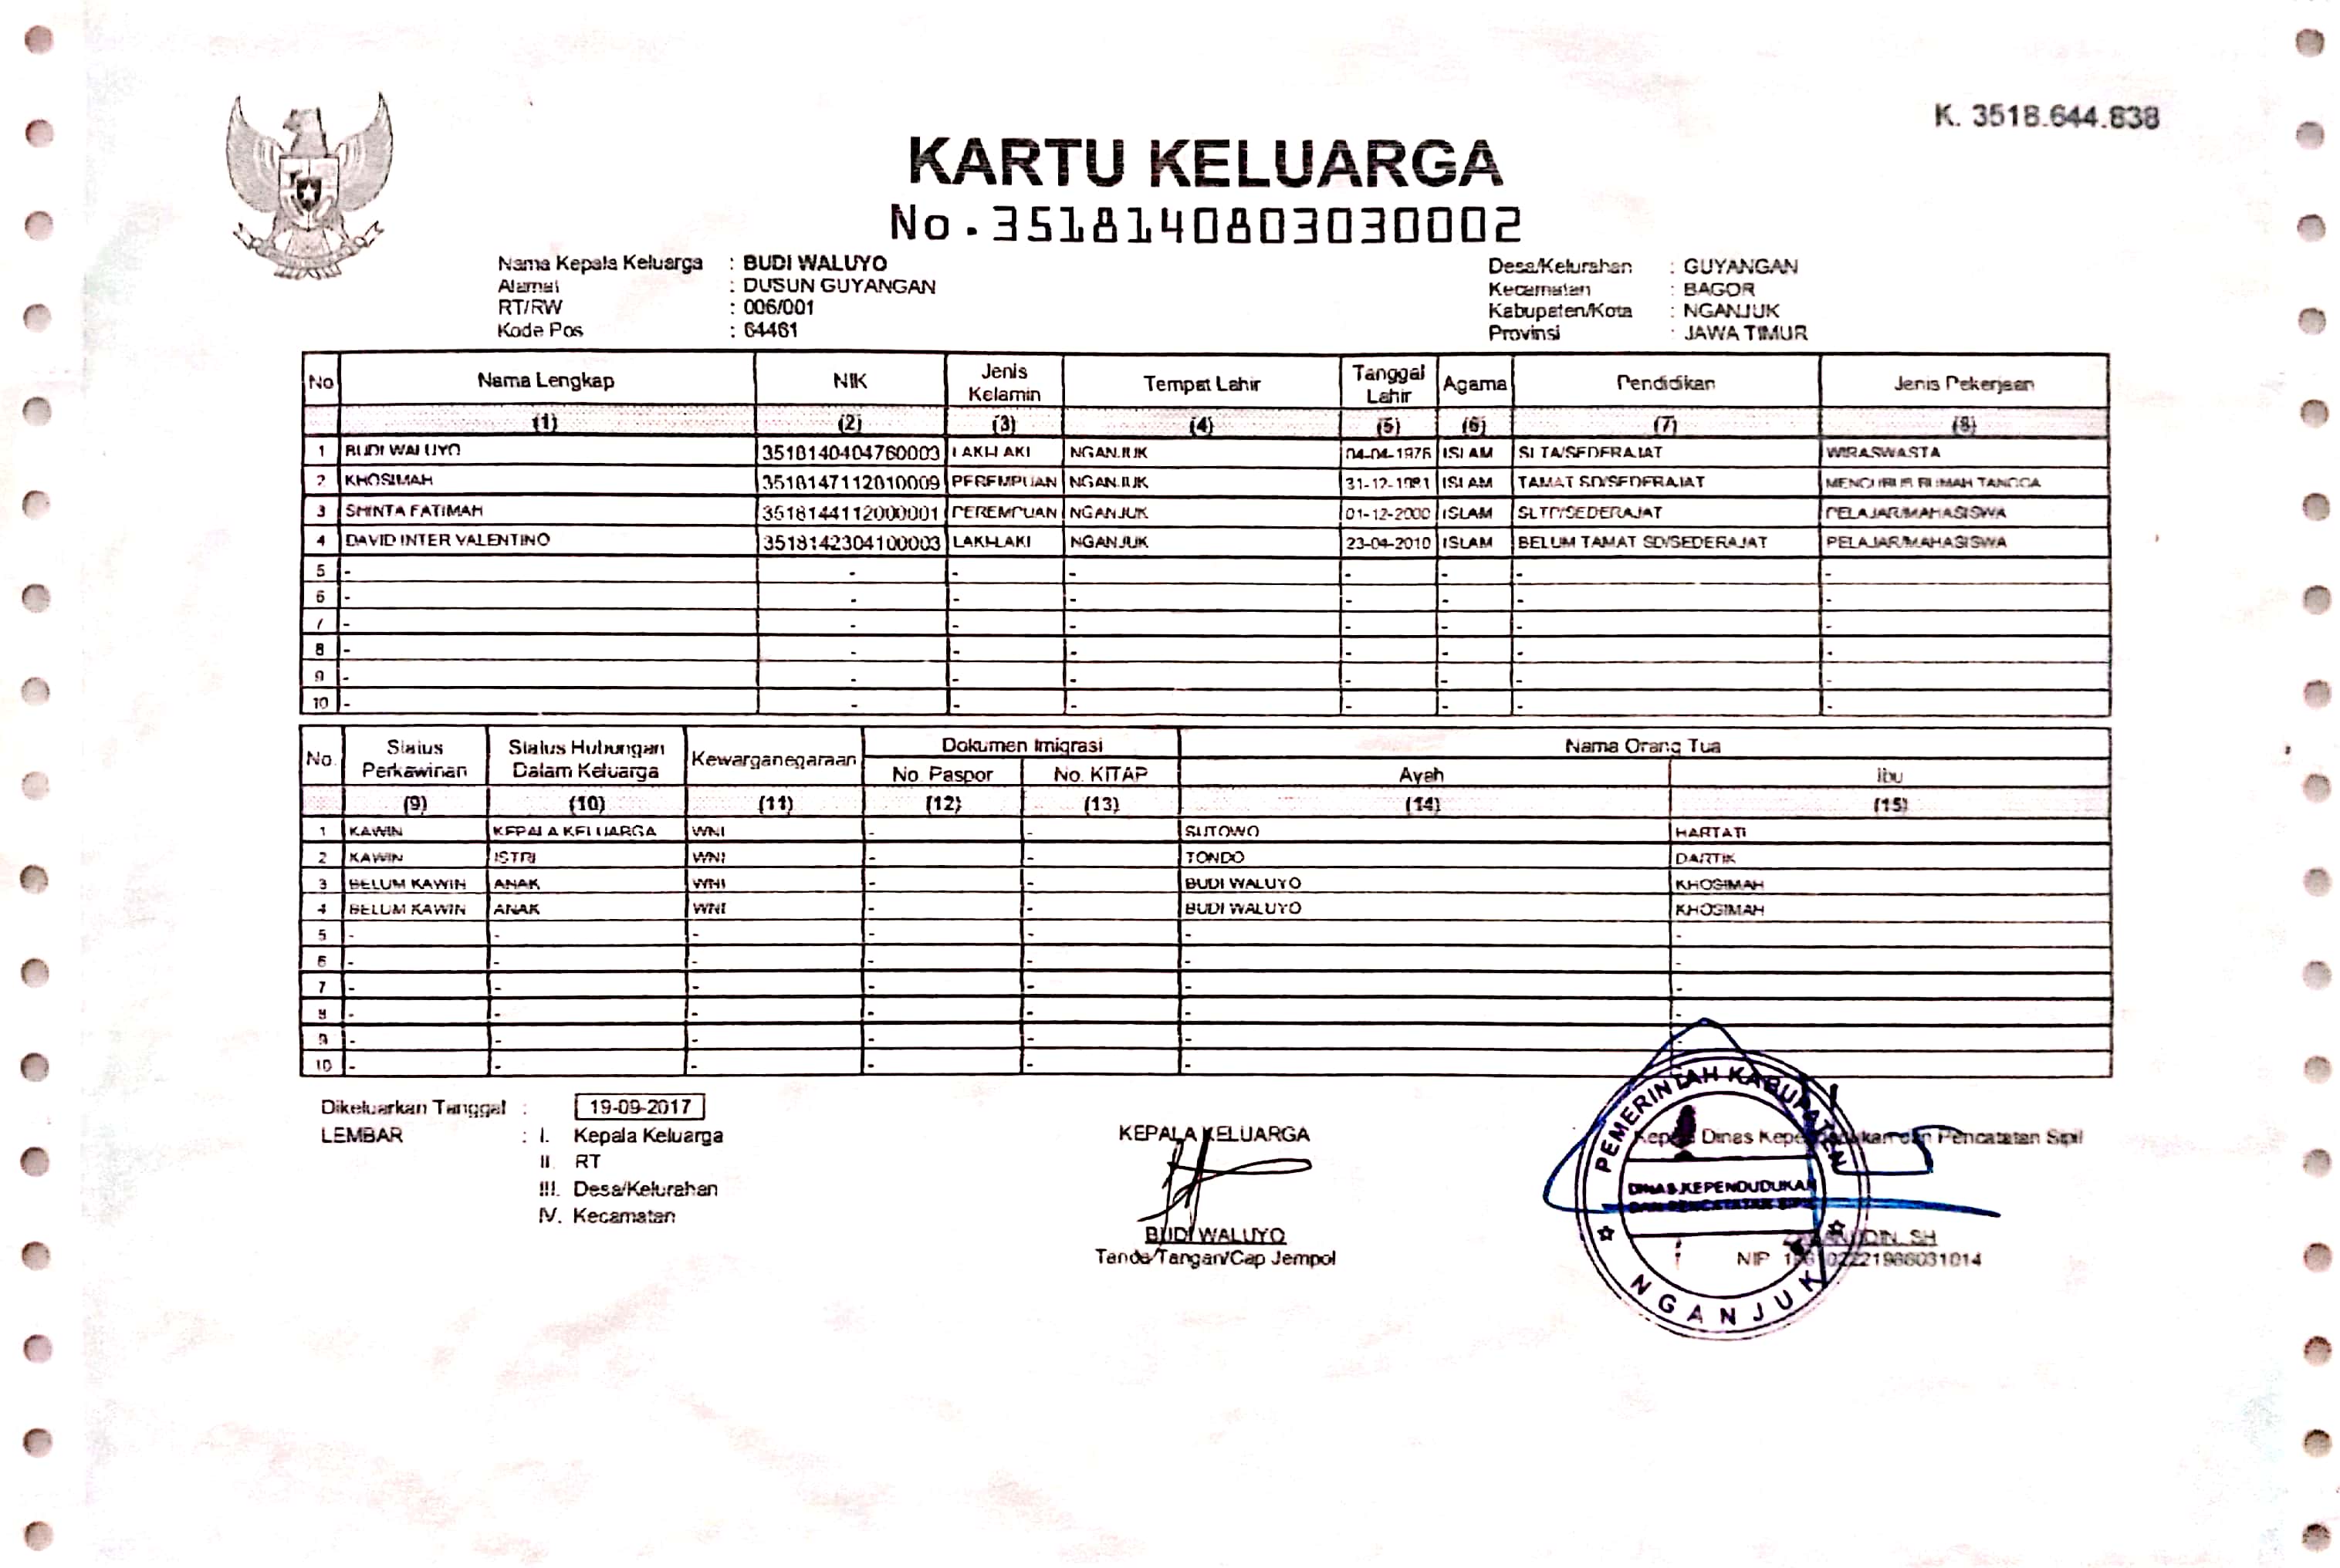 K. 3518.644.838
KARTU KELUARGA
No.3518140803030002
Nama Kepala Keluarga : BUDI WALUYO
Alamat : DUSUN GUYANGAN
RT/RW : 006/001
Kode Pos : 64461
Desa/Kelurahan : GUYANGAN
Kecamatan : BAGOR
Kabupaten/Kota : NGANJUK
Provinsi : JAWA TIMUR
No Nama Lengkap NIK Jenis Kelamin Tempat Lahir Tanggal Lahir Agama Pendidikan Jenis Pekerjaan
(1) (2) (3) (4) (5) (6) (7) (8)
1 BUDI WALUYO 3518140404760003 LAKI-LAKI NGANJUK 04-04-1976 ISLAM SLTA/SEDERAJAT WIRASWASTA
2 KHOSIMAH 3518147112810009 PEREMPUAN NGANJUK 31-12-1981 ISLAM TAMAT SD/SEDERAJAT MENGURUS RUMAH TANGGA
3 SHINTA FATIMAH 3518144112000001 PEREMPUAN NGANJUK 01-12-2000 ISLAM SLTP/SEDERAJAT PELAJAR/MAHASISWA
4 DAVID INTER VALENTINO 3518142304100003 LAKI-LAKI NGANJUK 23-04-2010 ISLAM BELUM TAMAT SD/SEDERAJAT PELAJAR/MAHASISWA
5 - - - - - - - -
6 - - - - - - - -
7 - - - - - - - -
8 - - - - - - - -
9 - - - - - - - -
10 - - - - - - - -
No. Status Perkawinan Status Hubungan Dalam Keluarga Kewarganegaraan Dokumen Imigrasi Nama Orang Tua
No. Paspor No. KITAP Ayah Ibu
(9) (10) (11) (12) (13) (14) (15)
1 KAWIN KEPALA KELUARGA WNI - - SUTOWO HARTATI
2 KAWIN ISTRI WNI - - TONDO DARTIK
3 BELUM KAWIN ANAK WNI - - BUDI WALUYO KHOSIMAH
4 BELUM KAWIN ANAK WNI - - BUDI WALUYO KHOSIMAH
5 - - - - - - -
6 - - - - - - -
7 - - - - - - -
8 - - - - - - -
9 - - - - - - -
10 - - - - - - -
Dikeluarkan Tanggal : 19-09-2017
LEMBAR : I. Kepala Keluarga
II. RT
III. Desa/Kelurahan
IV. Kecamatan
KEPALA KELUARGA
BUDI WALUYO
Tanda Tangan/Cap Jempol
Kepala Dinas Kependudukan dan Pencatatan Sipil
PEMERINTAH KABUPATEN
DINAS KEPENDUDUKAN
DAN PENCATATAN SIPIL
NGANJUK
SH
NIP